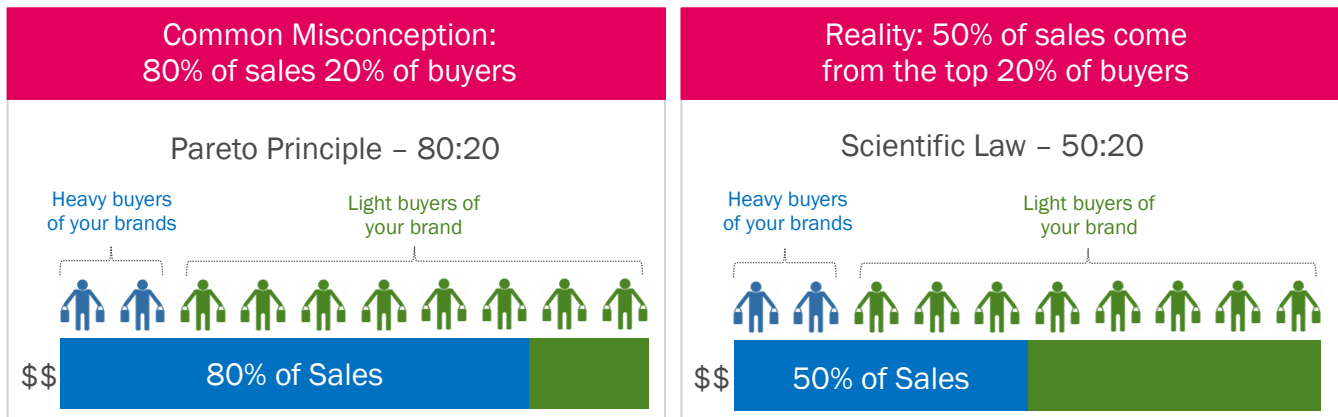 Common Misconception:
80% of sales 20% of buyers
Pareto Principle – 80:20
Heavy buyers
of your brands
Light buyers of
your brand
$$
80% of Sales
Reality: 50% of sales come
from the top 20% of buyers
Scientific Law – 50:20
Heavy buyers
of your brands
Light buyers of
your brand
$$
50% of Sales